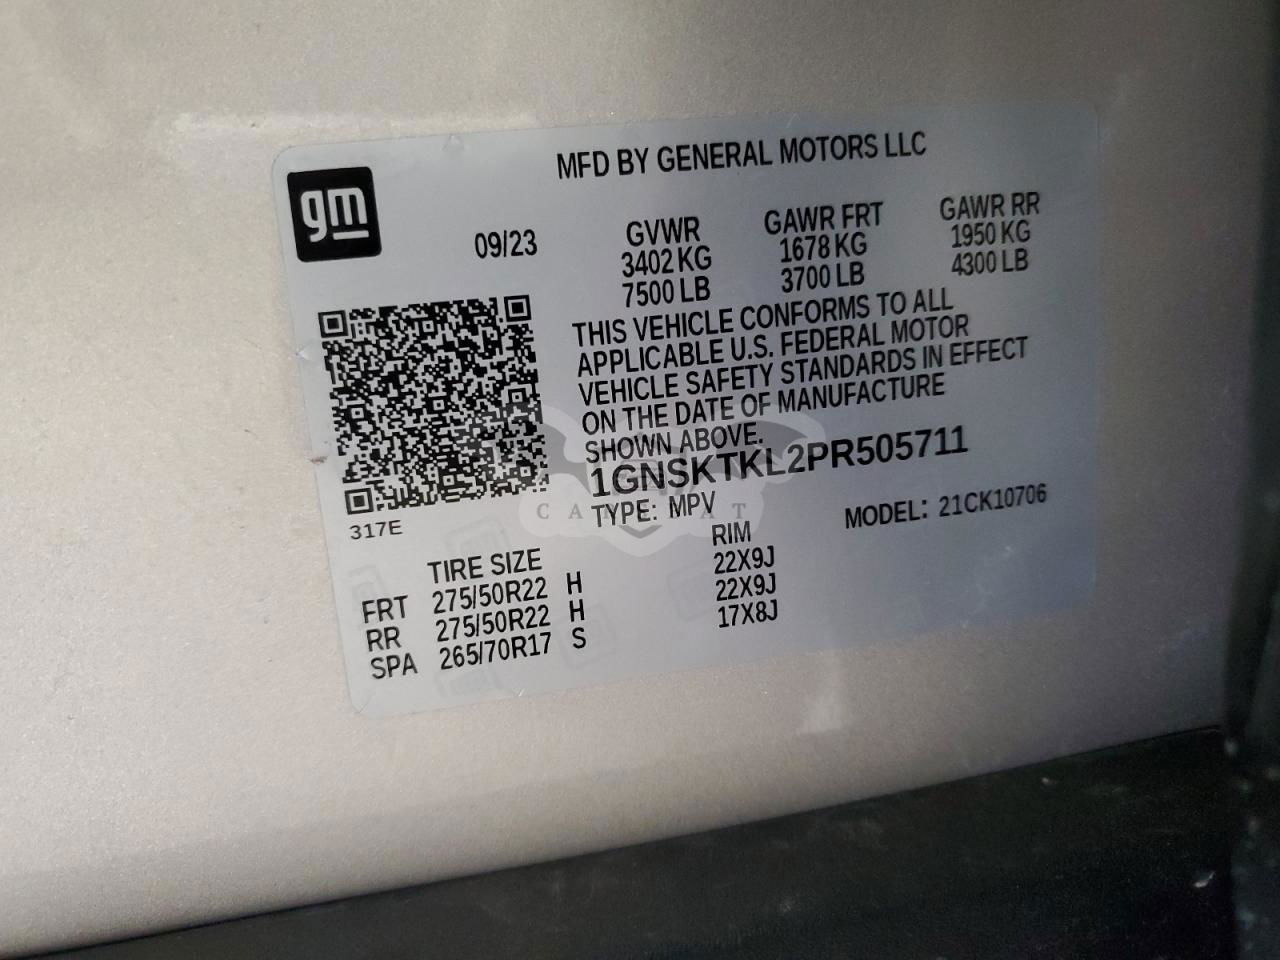 gm
MFD BY GENERAL MOTORS LLC
09/23
GVWR GAWR FRT GAWR RR
3402 KG 1678 KG 1950 KG
7500 LB 3700 LB 4300 LB
THIS VEHICLE CONFORMS TO ALL
APPLICABLE U.S. FEDERAL MOTOR
VEHICLE SAFETY STANDARDS IN EFFECT
ON THE DATE OF MANUFACTURE
SHOWN ABOVE.
1GNSKTKL2PR505711
317E
TYPE: MPV MODEL: 21CK10706
TIRE SIZE RIM
FRT 275/50R22 H 22X9J
RR 275/50R22 H 22X9J
SPA 265/70R17 S 17X8J